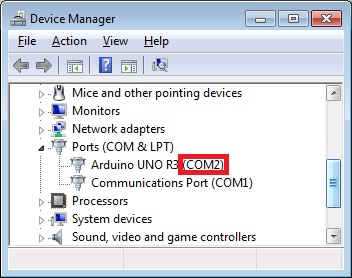 Device Manager
File Action View Help
Mice and other pointing devices
Monitors
Network adapters
Ports (COM & LPT)
Arduino UNO R3 (COM2)
Communications Port (COM1)
Processors
System devices
Sound, video and game controllers